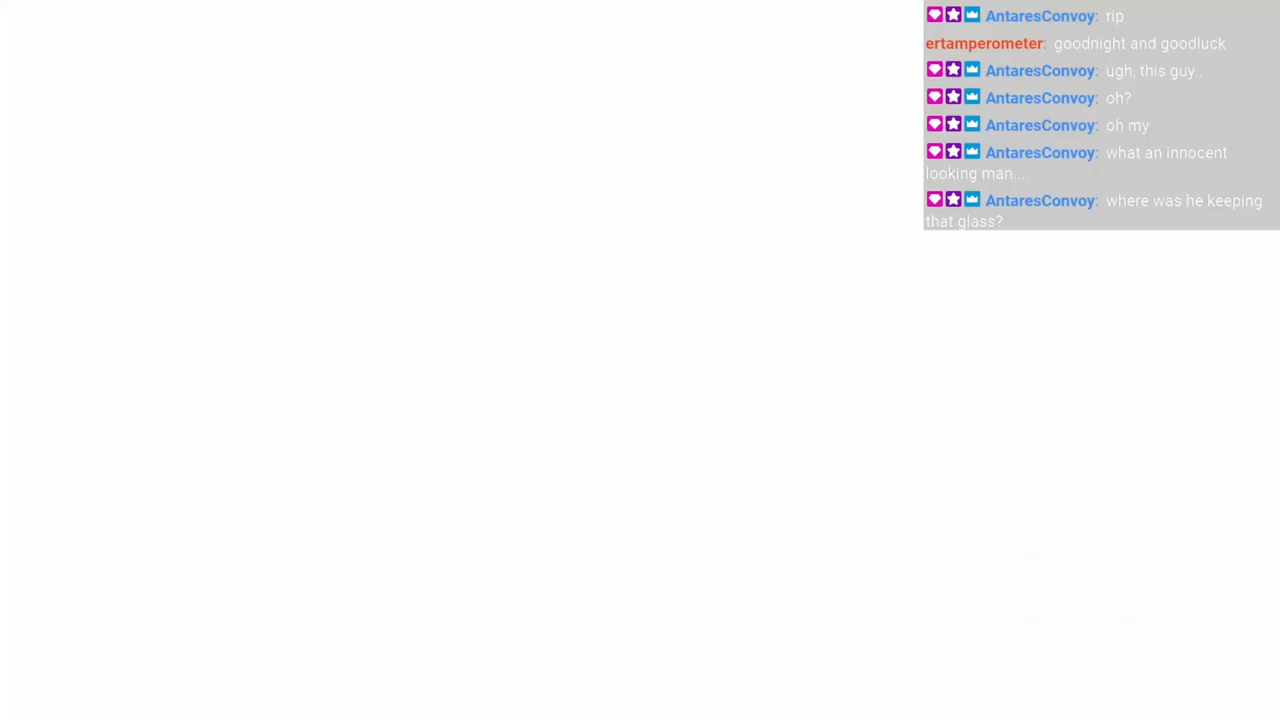 AntaresConvoy: rip
ertamperometer: goodnight and goodluck
AntaresConvoy: ugh, this guy..
AntaresConvoy: oh?
AntaresConvoy: oh my
AntaresConvoy: what an innocent
looking man....
AntaresConvoy: where was he keeping
that glass?